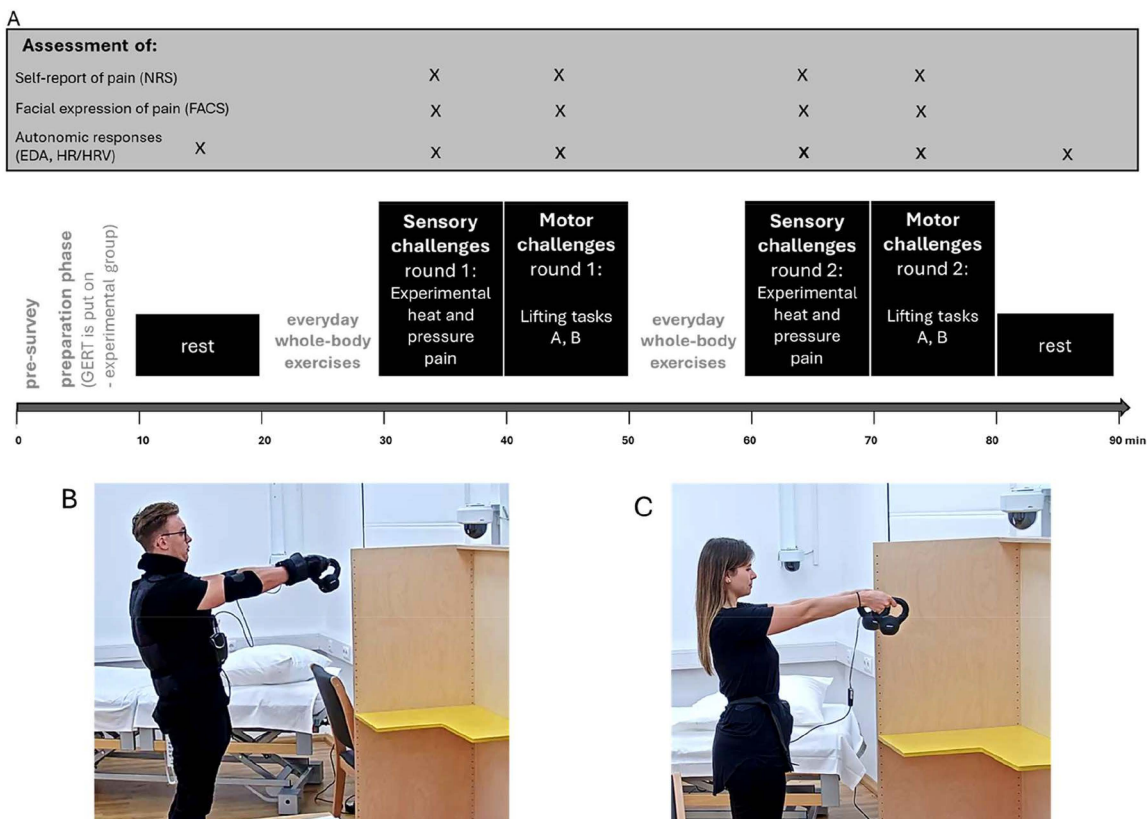 A
Assessment of:
Self-report of pain (NRS) X X X X
Facial expression of pain (FACS) X X X X
Autonomic responses
(EDA, HR/HRV) X X X X X X
pre-survey
preparation phase
(GERT is put on
- experimental group)
rest
everyday
whole-body
exercises
Sensory
challenges
round 1:
Experimental
heat and
pressure
pain
Motor
challenges
round 1:
Lifting tasks
A, B
everyday
whole-body
exercises
Sensory
challenges
round 2:
Experimental
heat and
pressure
pain
Motor
challenges
round 2:
Lifting tasks
A, B
rest
0 10 20 30 40 50 60 70 80 90 min
B
C